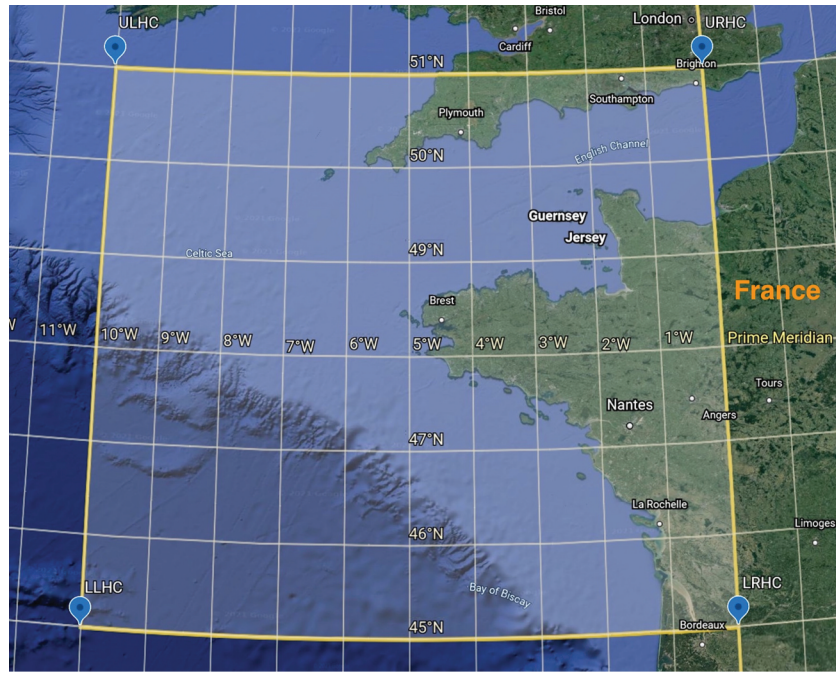 Bristol
ULHC
London
URHC
Cardiff
51°N
Brighton
Southampton
Plymouth
English Channel
50°N
Guernsey
Jersey
Celtic Sea
49°N
France
Brest
W
11°W
10°W
9°W
8°W
7°W
6°W
5°W
4°W
3°W
2°W
1°W
Prime Meridian
Tours
Nantes
Angers
47°N
La Rochelle
Limoges
46°N
LLHC
LRHC
Bay of Biscay
45°N
Bordeaux